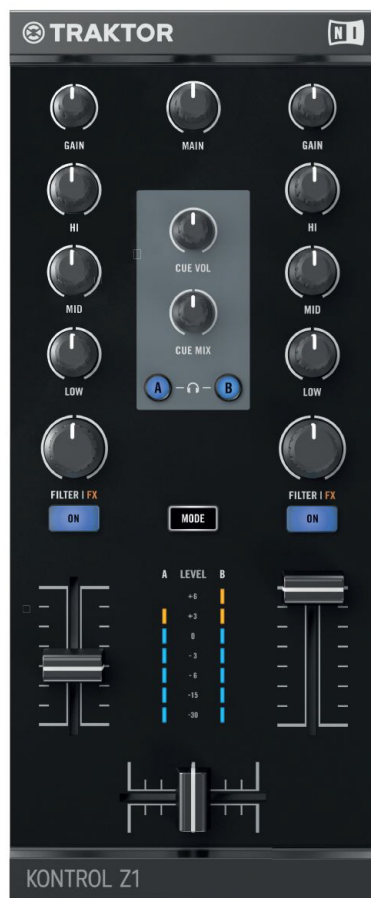 TRAKTOR
NI
GAIN MAIN GAIN
HI HI
CUE VOL
MID MID
CUE MIX
LOW LOW
A B
FILTER | FX FILTER | FX
ON MODE ON
A LEVEL B
+6
+3
0
-3
-6
-15
-30
KONTROL Z1